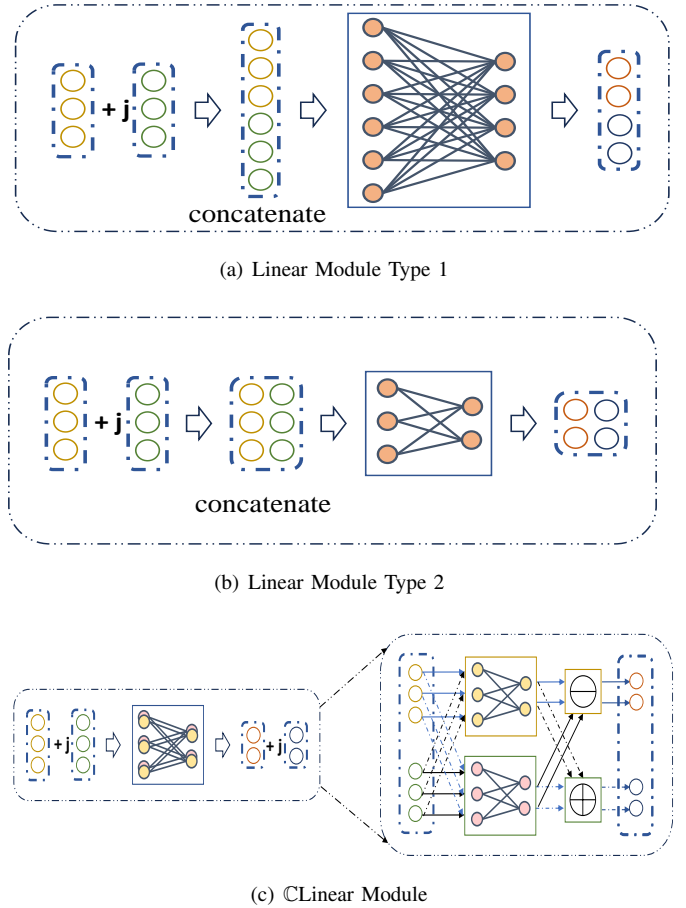 + j
concatenate
(a) Linear Module Type 1
+ j
concatenate
(b) Linear Module Type 2
+ j
+ j
(c) ℂLinear Module